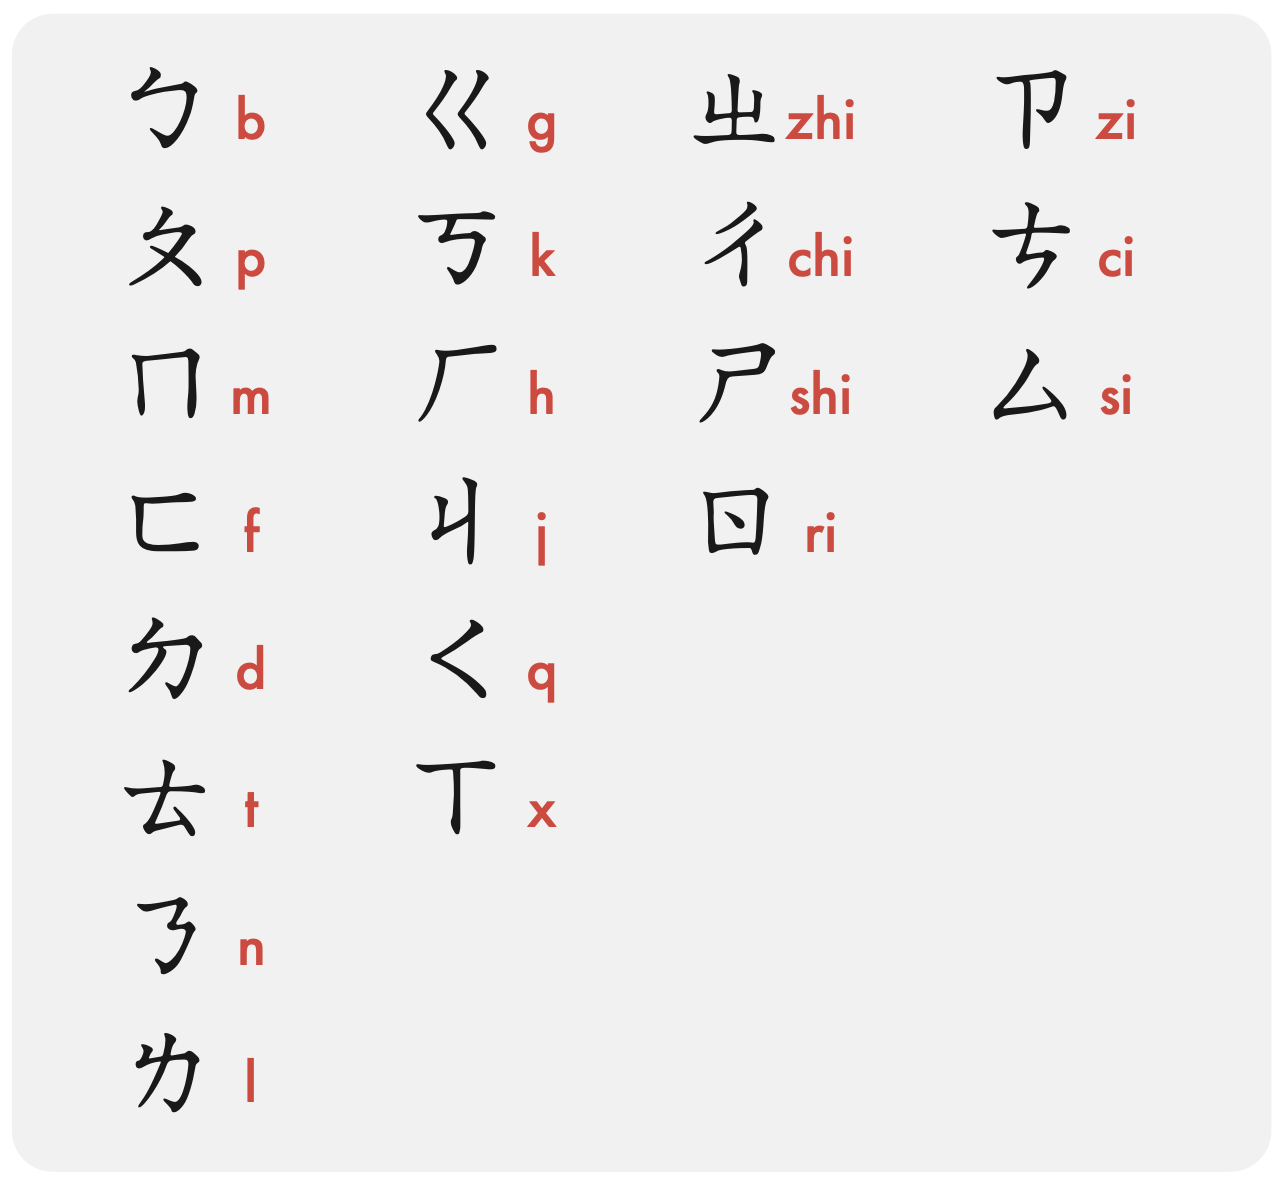 ㄅ b ㄍ g ㄓ zhi ㄗ zi
ㄆ p ㄎ k ㄔ chi ㄘ ci
ㄇ m ㄏ h ㄕ shi ㄙ si
ㄈ f ㄐ j ㄖ ri
ㄉ d ㄑ q
ㄊ t ㄒ x
ㄋ n
ㄌ l